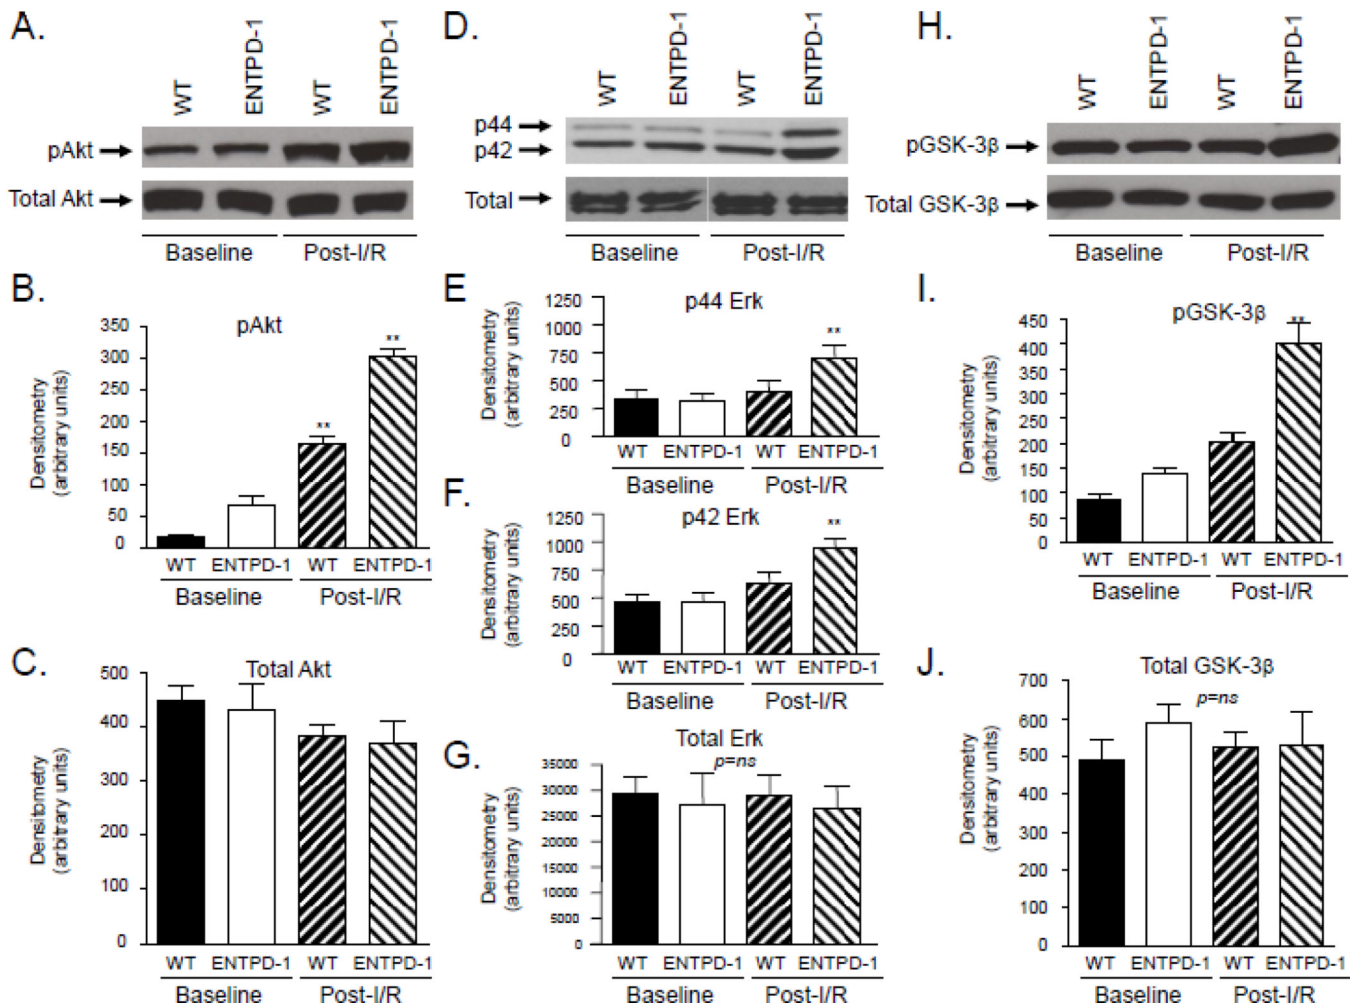 A.
WT
ENTPD-1
WT
ENTPD-1
pAkt
Total Akt
Baseline
Post-I/R
B.
pAkt
Densitometry
(arbitrary units)
350
300
250
200
150
100
50
0
**
**
WT ENTPD-1 WT ENTPD-1
Baseline Post-I/R
C.
Total Akt
Densitometry
(arbitrary units)
500
400
300
200
100
0
WT ENTPD-1 WT ENTPD-1
Baseline Post-I/R
D.
WT
ENTPD-1
WT
ENTPD-1
p44
p42
Total
Baseline
Post-I/R
E
p44 Erk
Densitometry
(arbitrary units)
1250
1000
750
500
250
0
**
WT ENTPD-1 WT ENTPD-1
Baseline Post-I/R
F.
p42 Erk
Densitometry
(arbitrary units)
1250
1000
750
500
250
0
**
WT ENTPD-1 WT ENTPD-1
Baseline Post-I/R
G.
Total Erk
p=ns
Densitometry
(arbitrary units)
35000
30000
25000
20000
15000
10000
5000
0
WT ENTPD-1 WT ENTPD-1
Baseline Post-I/R
H.
WT
ENTPD-1
WT
ENTPD-1
pGSK-3β
Total GSK-3β
Baseline
Post-I/R
I.
pGSK-3β
Densitometry
(arbitrary units)
450
400
350
300
250
200
150
100
50
0
**
WT ENTPD-1 WT ENTPD-1
Baseline Post-I/R
J.
Total GSK-3β
p=ns
Densitometry
(arbitrary units)
700
600
500
400
300
200
100
0
WT ENTPD-1 WT ENTPD-1
Baseline Post-I/R